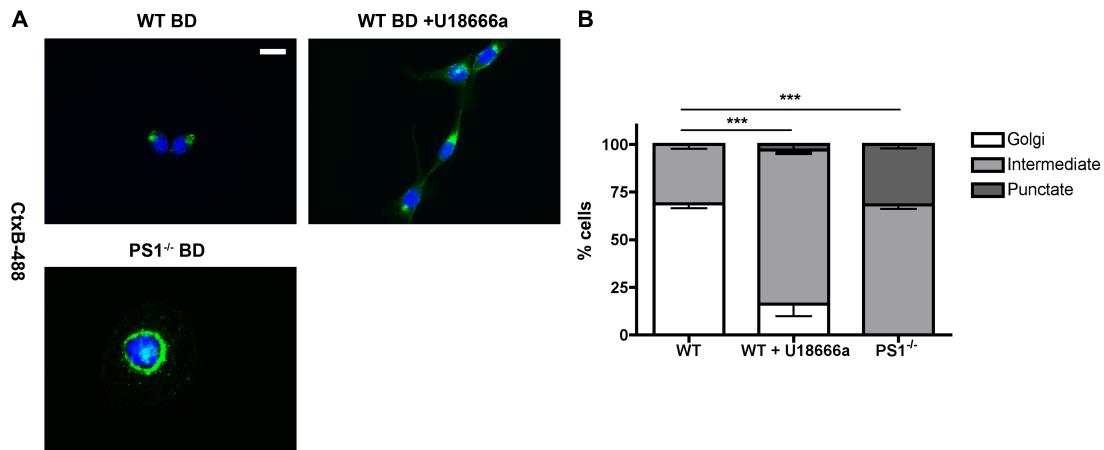 A
WT BD
WT BD +U18666a
CtxB-488
PS1-/- BD
B
***
***
100
75
50
25
0
% cells
WT
WT + U18666a
PS1-/-
Golgi
Intermediate
Punctate